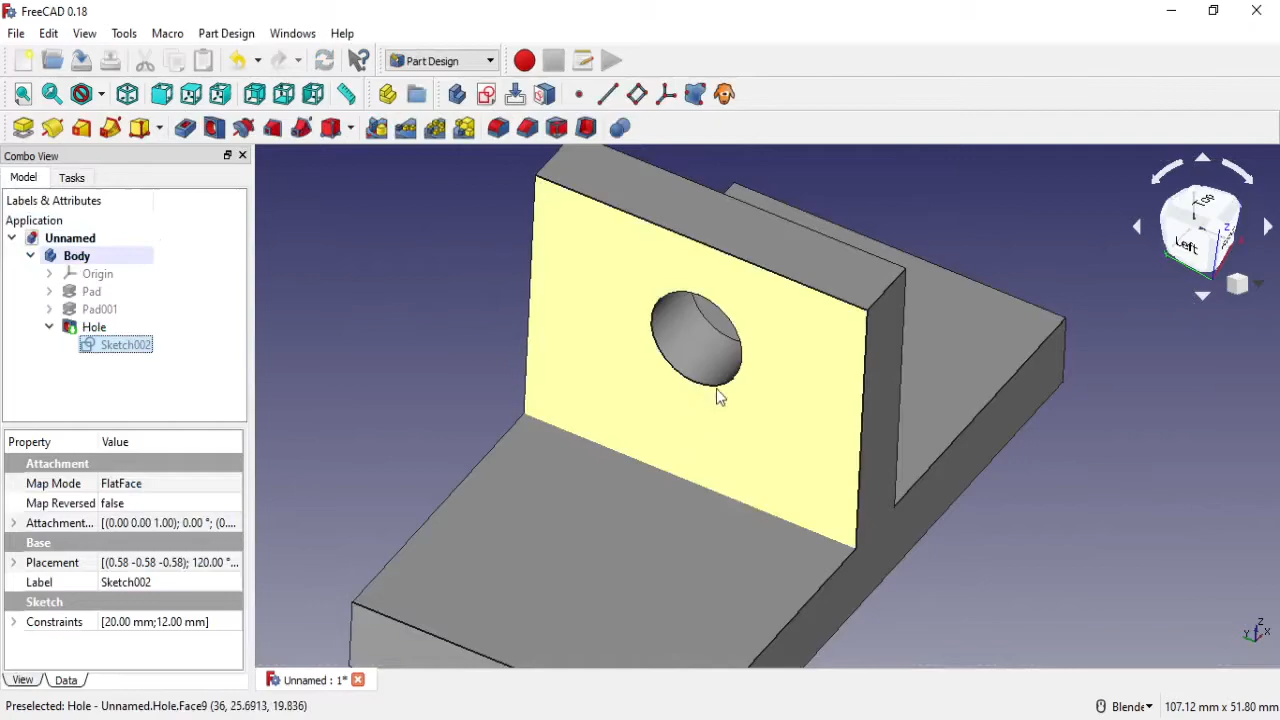 FreeCAD 0.18
File Edit View Tools Macro Part Design Windows Help
Part Design
Combo View
Model Tasks
Labels & Attributes
Application
Unnamed
Body
Origin
Pad
Pad001
Hole
Sketch002
Property Value
Attachment
Map Mode FlatFace
Map Reversed false
Attachment... [(0.00 0.00 1.00); 0.00 °; (0....
Base
Placement [(0.58 -0.58 -0.58); 120.00 °...
Label Sketch002
Sketch
Constraints [20.00 mm;12.00 mm]
View Data
Top
Left
Z
Unnamed : 1*
Z
Y X
Preselected: Hole - Unnamed.Hole.Face9 (36, 25.6913, 19.836)
Blende 107.12 mm x 51.80 mm